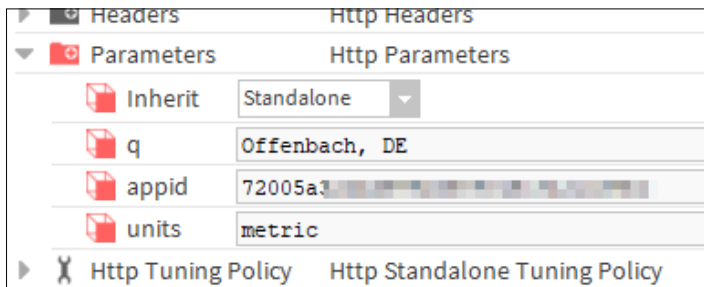 Headers Http Headers
Parameters Http Parameters
Inherit Standalone
q Offenbach, DE
appid 72005a3
units metric
Http Tuning Policy Http Standalone Tuning Policy